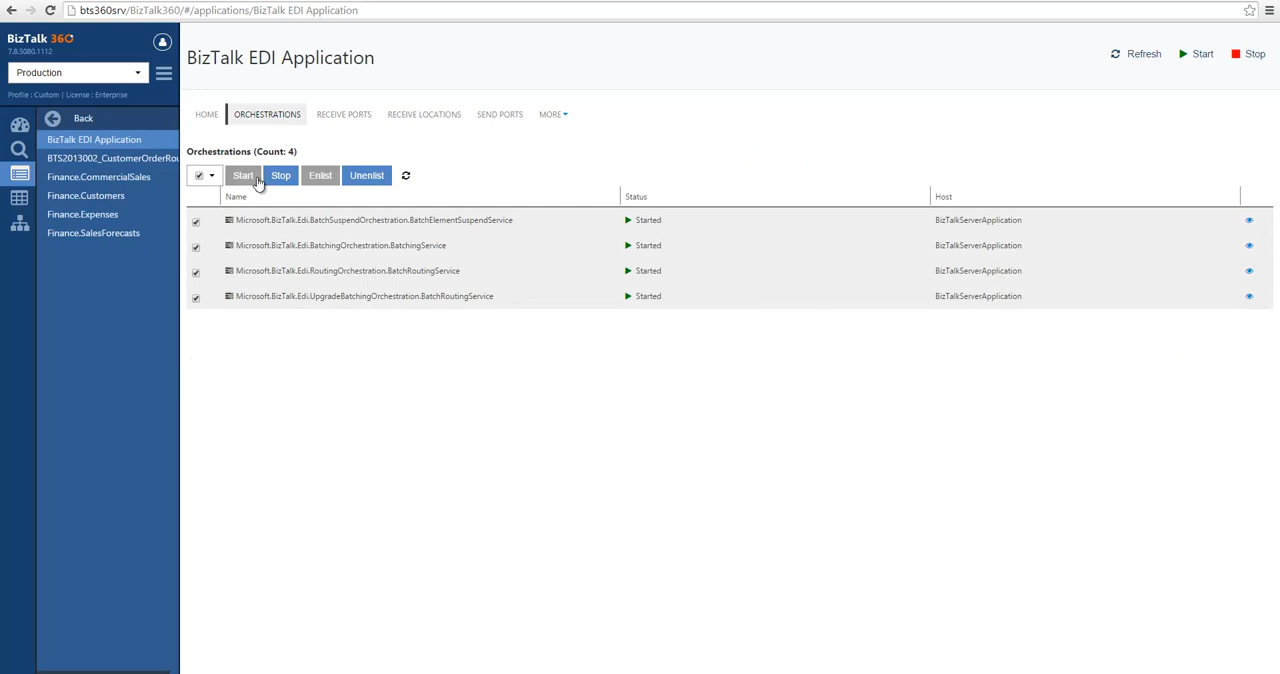 bts360srv/BizTalk360/#/applications/BizTalk EDI Application
BizTalk 360
7.8.5080.1112
Production
Profile : Custom | License : Enterprise
Back
BizTalk EDI Application
BTS2013002_CustomerOrderRou
Finance.CommercialSales
Finance.Customers
Finance.Expenses
Finance.SalesForecasts
BizTalk EDI Application
Refresh Start Stop
HOME ORCHESTRATIONS RECEIVE PORTS RECEIVE LOCATIONS SEND PORTS MORE
Orchestrations (Count: 4)
Start Stop Enlist Unenlist
Name Status Host
Microsoft.BizTalk.Edi.BatchSuspendOrchestration.BatchElementSuspendService Started BizTalkServerApplication
Microsoft.BizTalk.Edi.BatchingOrchestration.BatchingService Started BizTalkServerApplication
Microsoft.BizTalk.Edi.RoutingOrchestration.BatchRoutingService Started BizTalkServerApplication
Microsoft.BizTalk.Edi.UpgradeBatchingOrchestration.BatchRoutingService Started BizTalkServerApplication